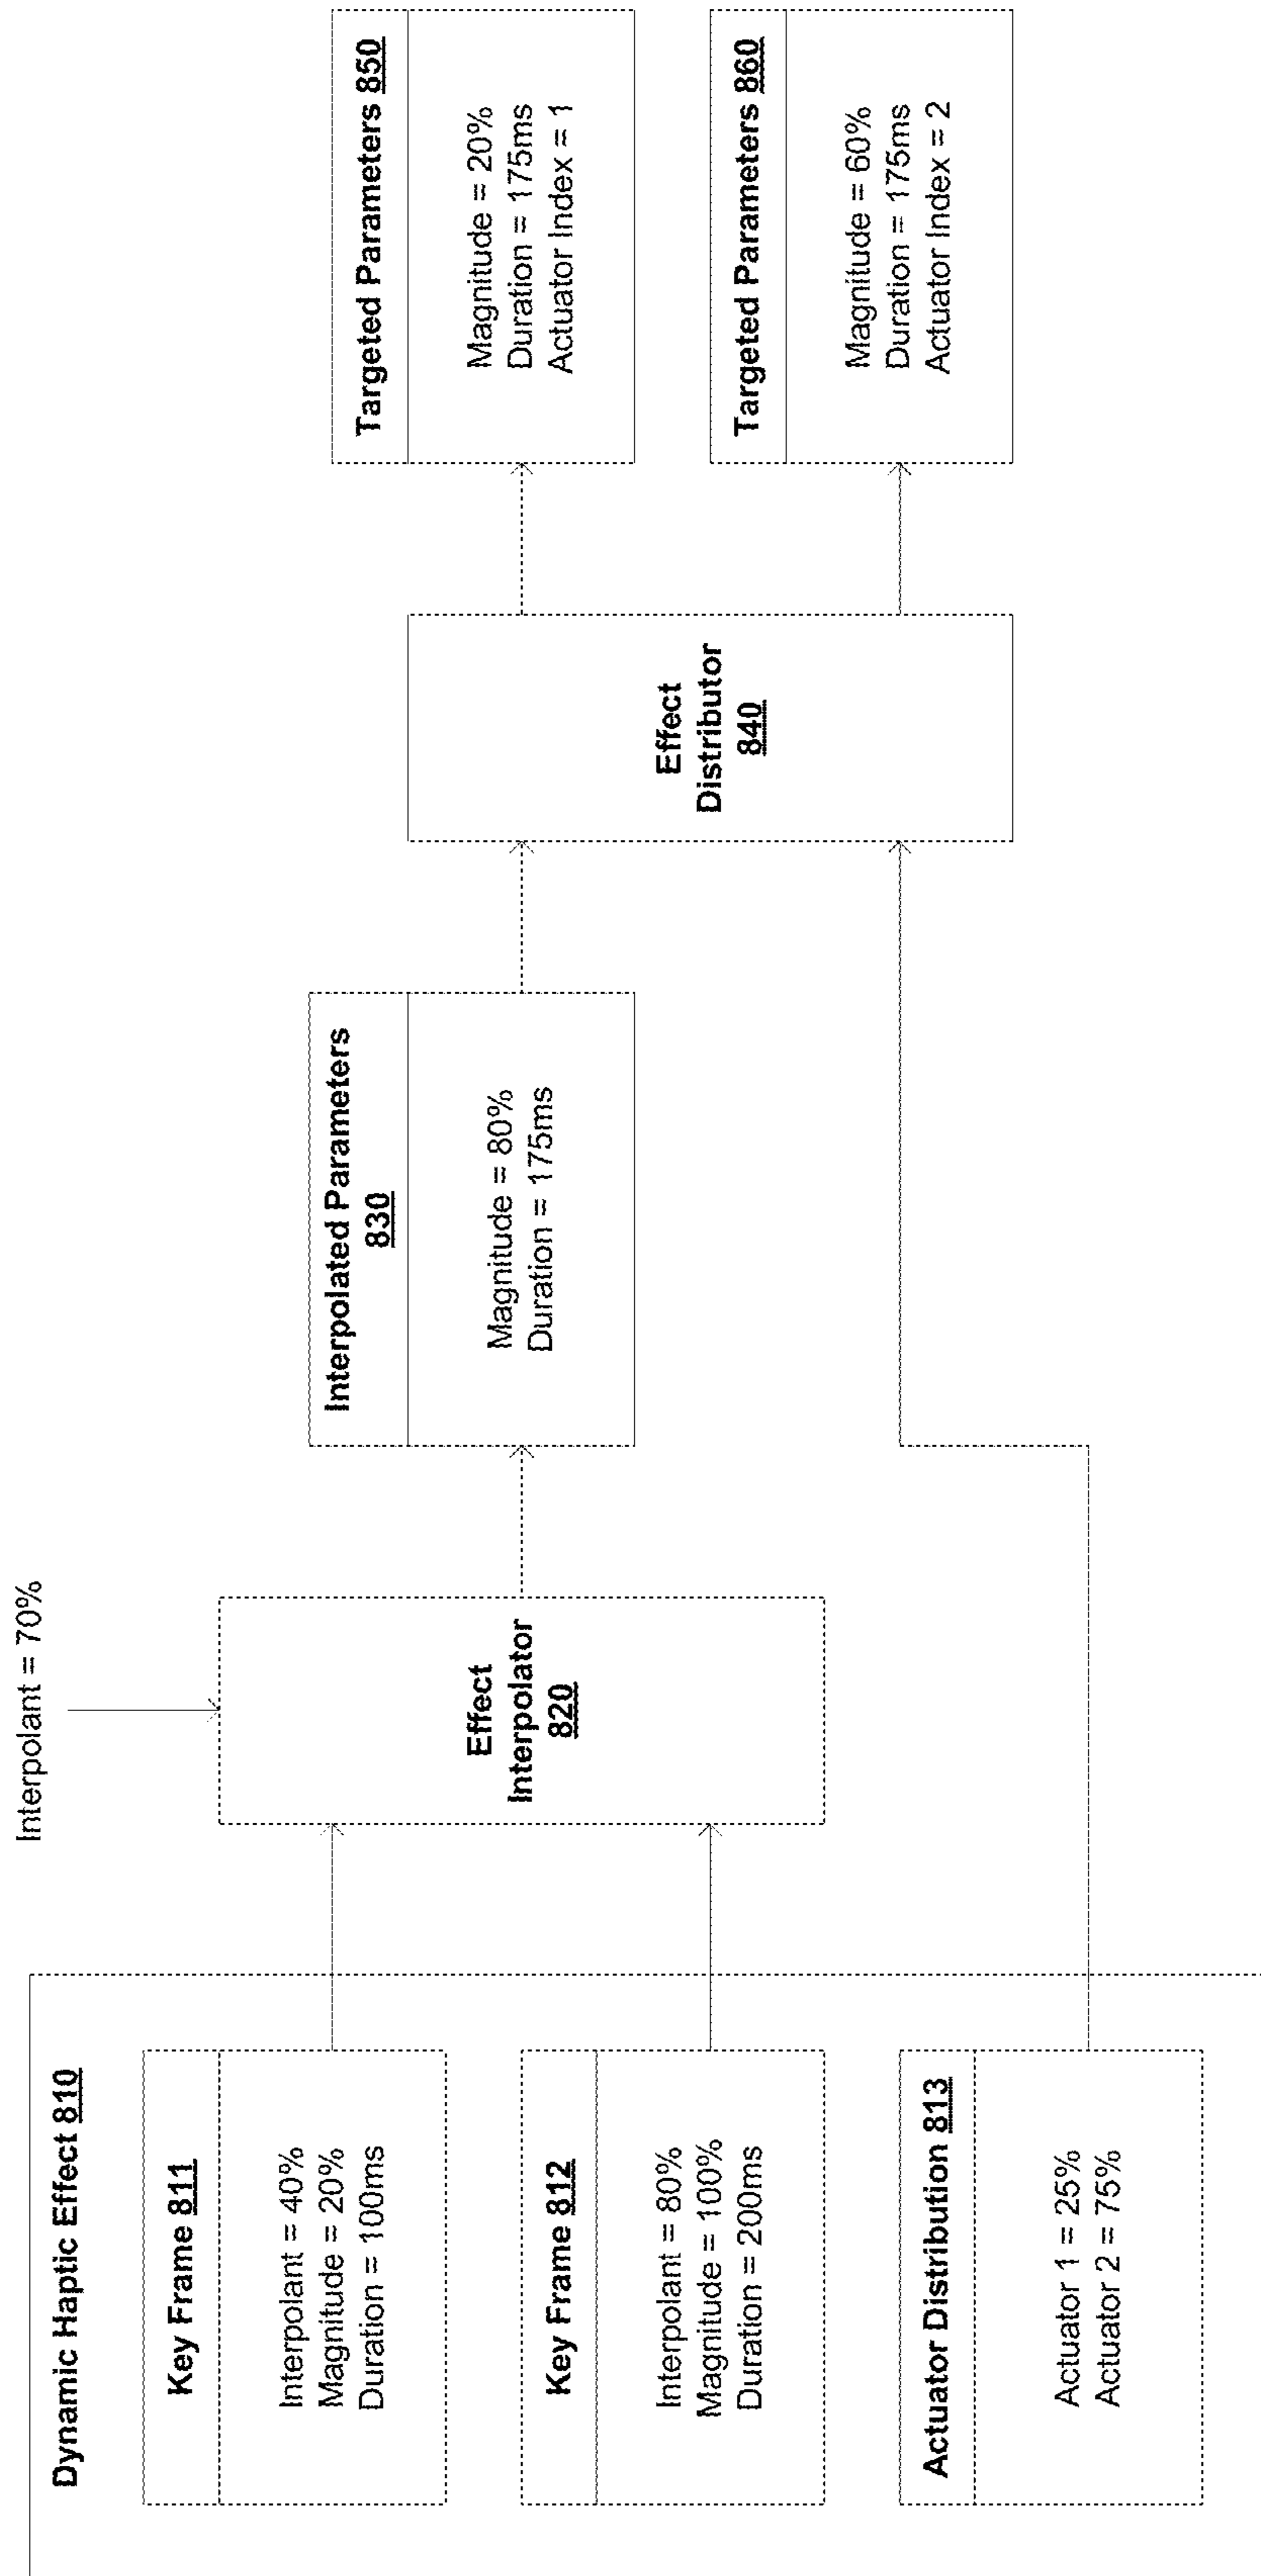 Dynamic Haptic Effect 810
Key Frame 811
Interpolant = 40%
Magnitude = 20%
Duration = 100ms
Key Frame 812
Interpolant = 80%
Magnitude = 100%
Duration = 200ms
Actuator Distribution 813
Actuator 1 = 25%
Actuator 2 = 75%
Interpolant = 70%
Effect
Interpolator
820
Interpolated Parameters
830
Magnitude = 80%
Duration = 175ms
Effect
Distributor
840
Targeted Parameters 850
Magnitude = 20%
Duration = 175ms
Actuator Index = 1
Targeted Parameters 860
Magnitude = 60%
Duration = 175ms
Actuator Index = 2